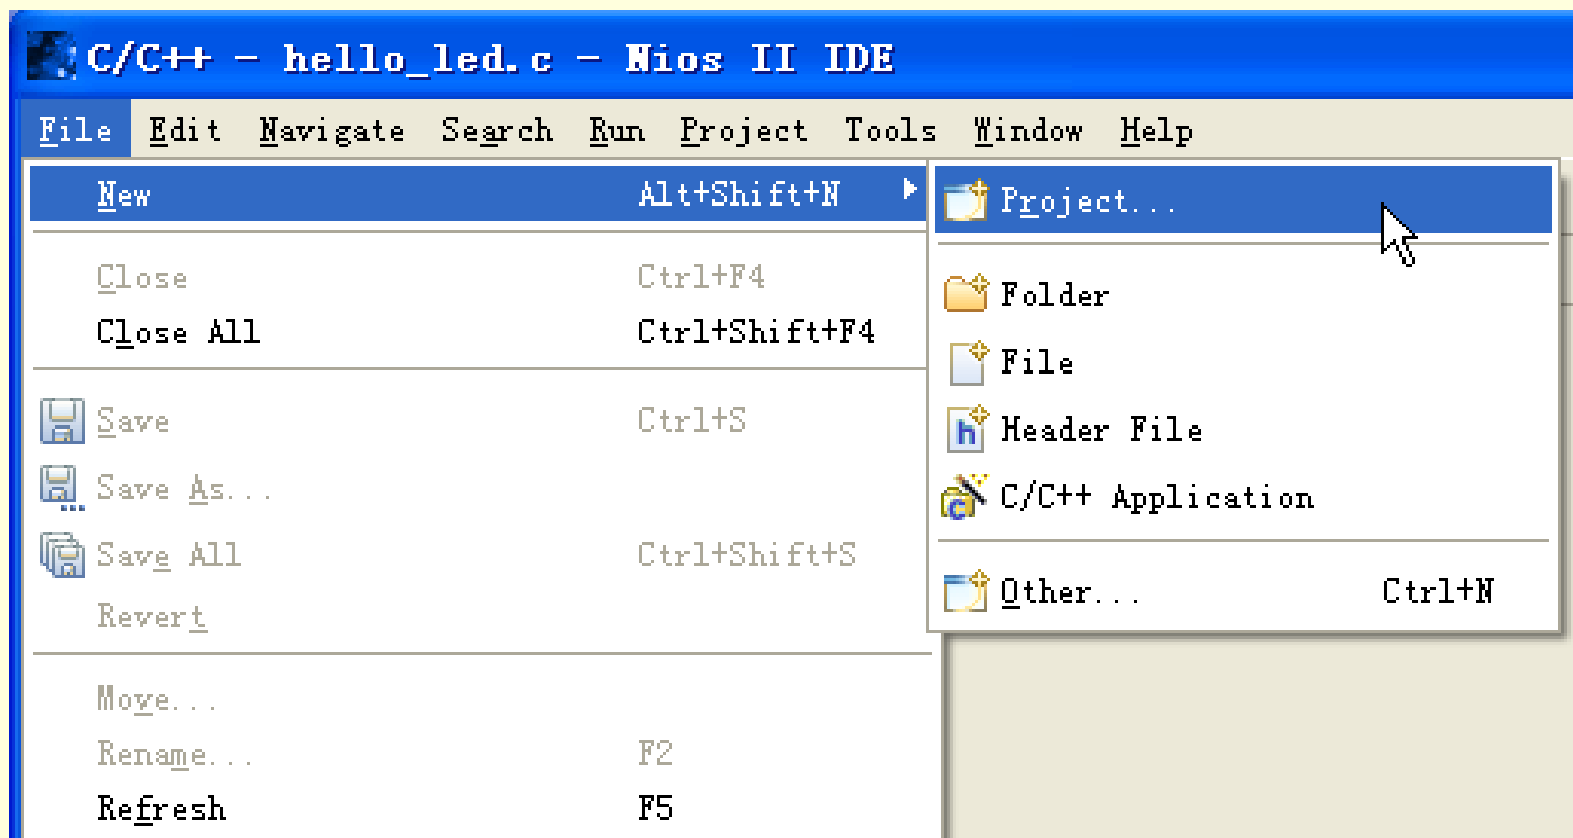 C/C++ - hello_led.c - Nios II IDE
File Edit Navigate Search Run Project Tools Window Help
New Alt+Shift+N
Close Ctrl+F4
Close All Ctrl+Shift+F4
Save Ctrl+S
Save As...
Save All Ctrl+Shift+S
Revert
Move...
Rename... F2
Refresh F5
Project...
Folder
File
Header File
C/C++ Application
Other... Ctrl+N